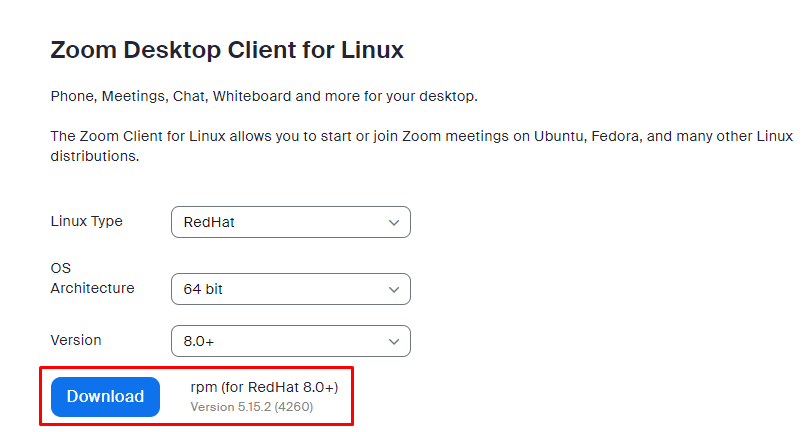 Zoom Desktop Client for Linux
Phone, Meetings, Chat, Whiteboard and more for your desktop.
The Zoom Client for Linux allows you to start or join Zoom meetings on Ubuntu, Fedora, and many other Linux
distributions.
Linux Type RedHat
OS
Architecture 64 bit
Version 8.0+
Download rpm (for RedHat 8.0+)
Version 5.15.2 (4260)